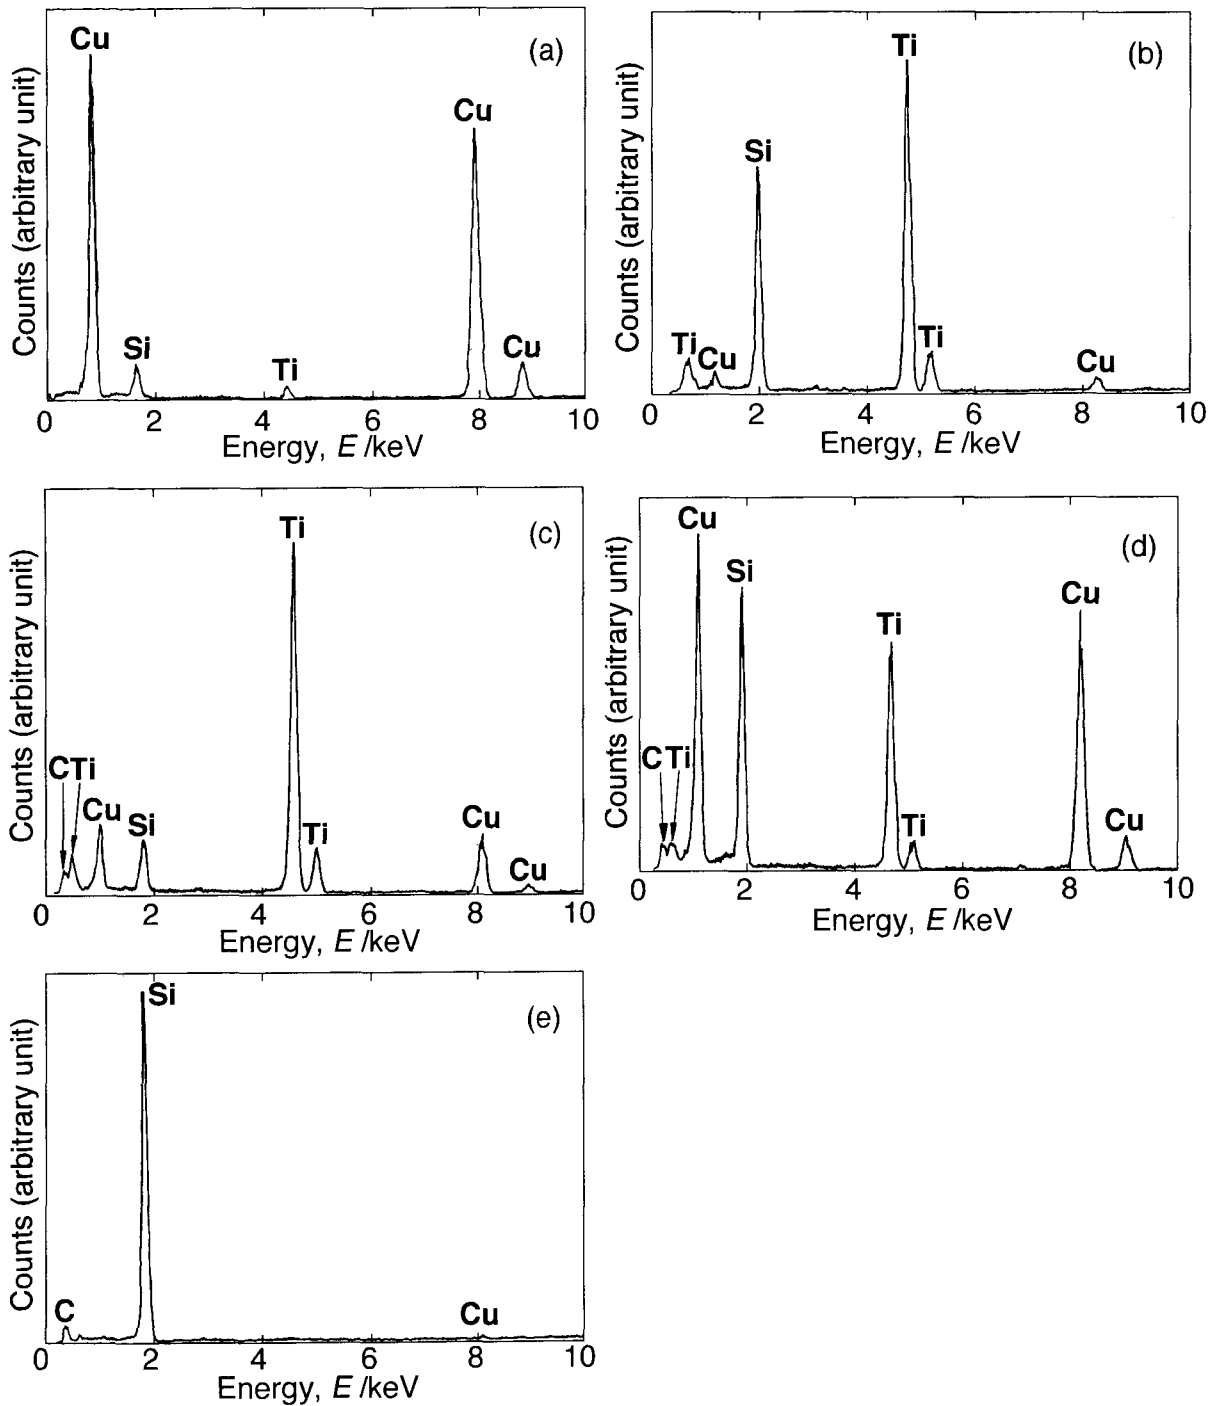 (a)
Cu
Cu
Si
Ti
Cu
Counts (arbitrary unit)
0 2 4 6 8 10
Energy, E /keV
(b)
Ti
Si
Ti
Cu
Ti
Cu
Counts (arbitrary unit)
0 2 4 6 8 10
Energy, E /keV
(c)
Ti
C Ti
Cu
Si
Ti
Cu
Cu
Counts (arbitrary unit)
0 2 4 6 8 10
Energy, E /keV
(d)
Cu
Si
Ti
Cu
C Ti
Ti
Cu
Counts (arbitrary unit)
0 2 4 6 8 10
Energy, E /keV
(e)
Si
C
Cu
Counts (arbitrary unit)
0 2 4 6 8 10
Energy, E /keV